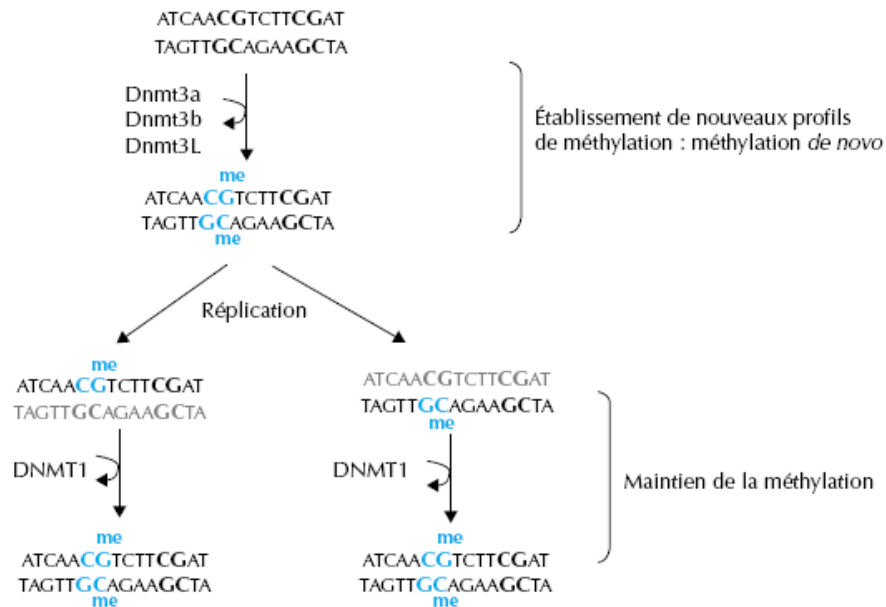 ATCAACGTCTTCGAT
TAGTTGCAGAAGCTA
Dnmt3a
Dnmt3b
Dnmt3L
Établissement de nouveaux profils
de méthylation : méthylation de novo
me
ATCAACGTCTTCGAT
TAGTTGCAGAAGCTA
me
Réplication
me
ATCAACGTCTTCGAT
TAGTTGCAGAAGCTA
ATCAACGTCTTCGAT
TAGTTGCAGAAGCTA
me
DNMT1
DNMT1
Maintien de la méthylation
me
ATCAACGTCTTCGAT
TAGTTGCAGAAGCTA
me
me
ATCAACGTCTTCGAT
TAGTTGCAGAAGCTA
me